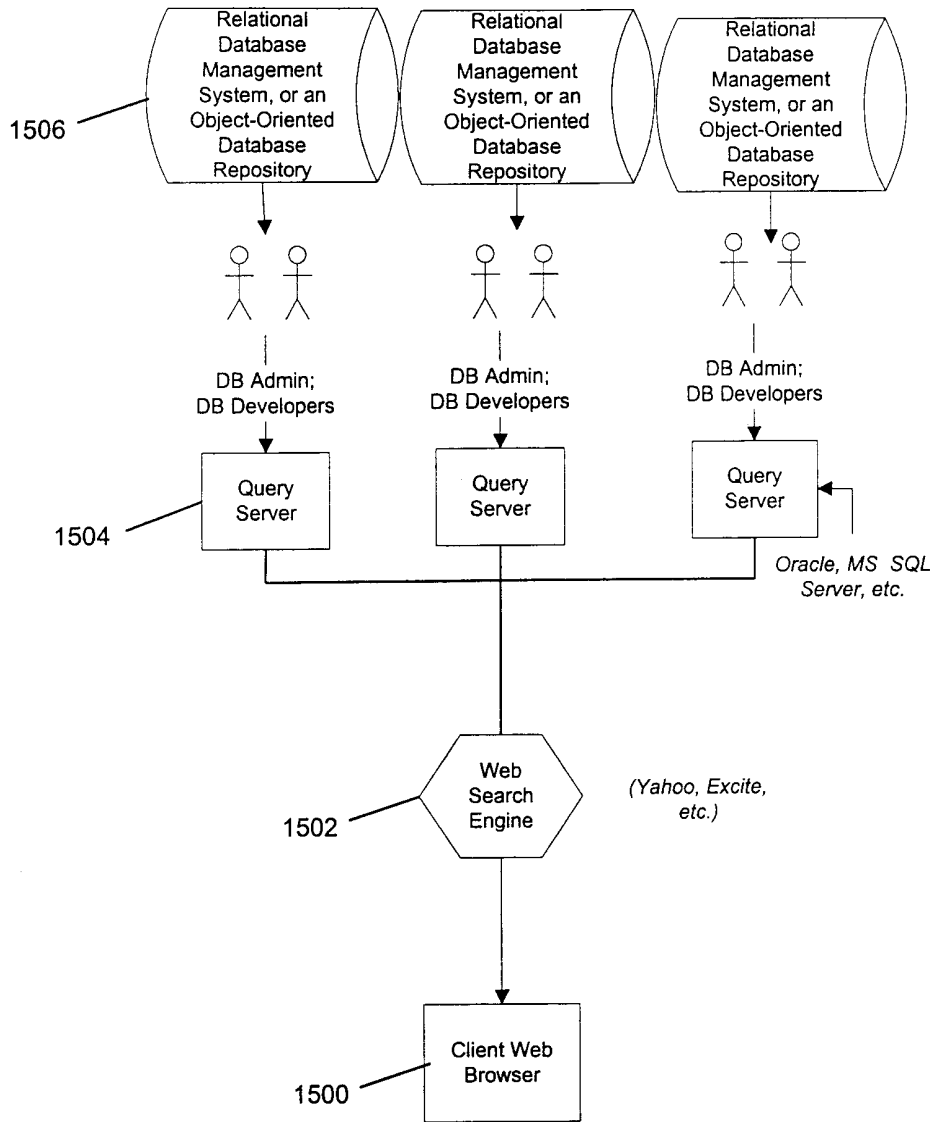 Relational
Database
Management
System, or an
Object-Oriented
Database
Repository
Relational
Database
Management
System, or an
Object-Oriented
Database
Repository
Relational
Database
Management
System, or an
Object-Oriented
Database
Repository
1506
DB Admin;
DB Developers
DB Admin;
DB Developers
DB Admin;
DB Developers
Query
Server
Query
Server
Query
Server
1504
Oracle, MS SQL
Server, etc.
Web
Search
Engine
(Yahoo, Excite,
etc.)
1502
Client Web
Browser
1500